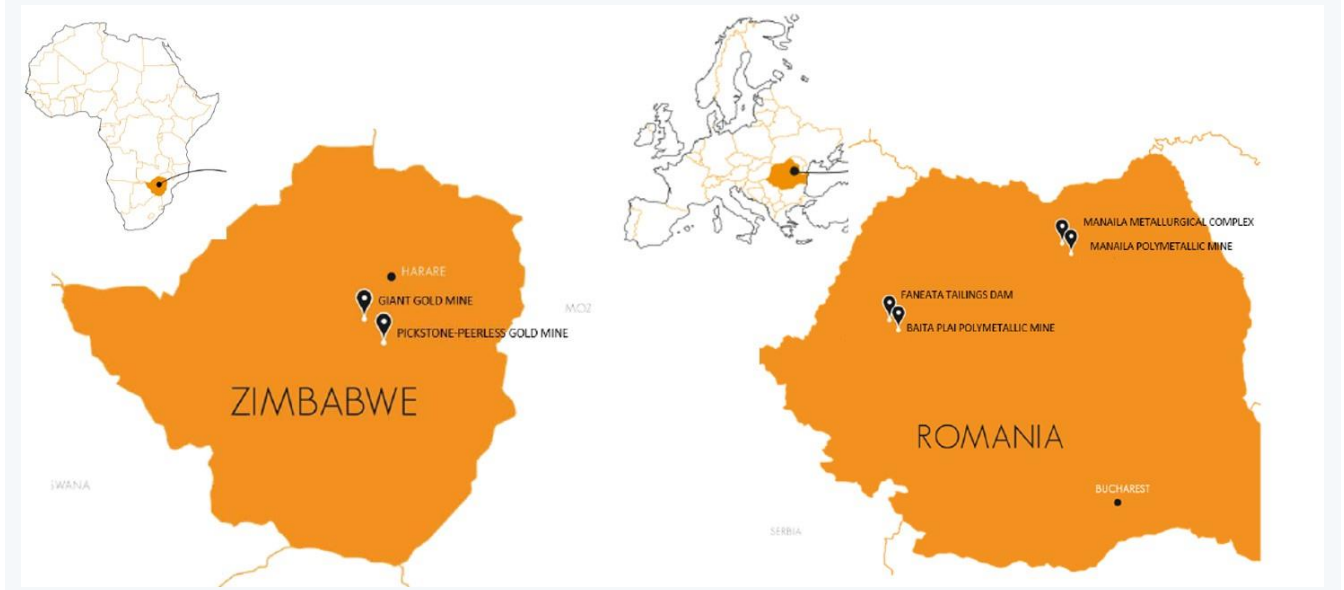 HARARE
GIANT GOLD MINE
MOZ
PICKSTONE-PEERLESS GOLD MINE
ZIMBABWE
SWANA
MANAILA METALLURGICAL COMPLEX
MANAILA POLYMETALLIC MINE
FANEATA TAILINGS DAM
BAITA PLAI POLYMETALLIC MINE
ROMANIA
BUCHAREST
SERBIA